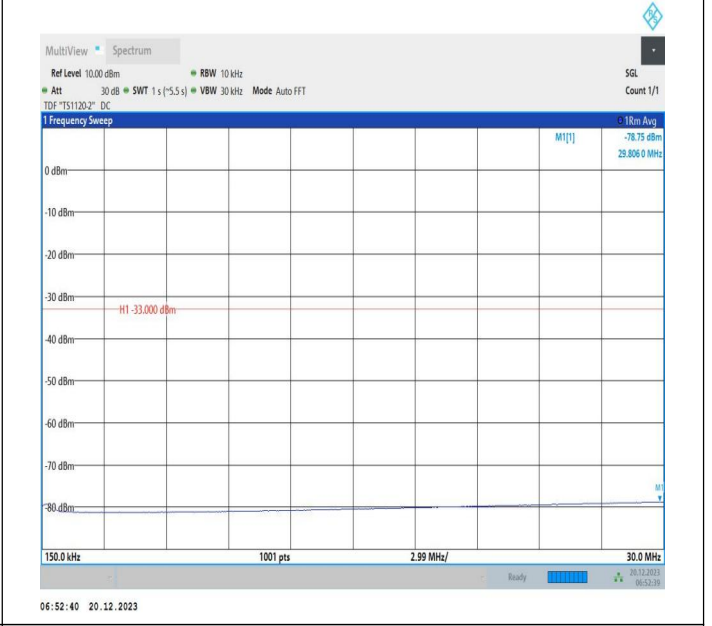 MultiView Spectrum
Ref Level 10.00 dBm RBW 10 kHz SGL
Att 30 dB SWT 1 s (~5.5 s) VBW 30 kHz Mode Auto FFT Count 1/1
TDF "TS1120-2" DC
1 Frequency Sweep 1Rm Avg
M1[1] -78.75 dBm
29.806 0 MHz
0 dBm
-10 dBm
-20 dBm
-30 dBm
H1 -33.000 dBm
-40 dBm
-50 dBm
-60 dBm
-70 dBm
M1
-80 dBm
150.0 kHz 1001 pts 2.99 MHz/ 30.0 MHz
Ready 20.12.2023
06:52:39
06:52:40 20.12.2023